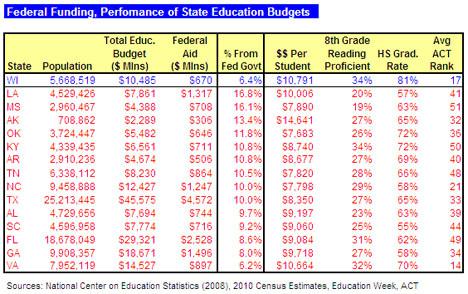 Federal Funding, Perfomance of State Education Budgets
Total Educ. Federal 8th Grade Avg
Budget Aid % From $$ Per Reading HS Grad. ACT
State Population ($ Mlns) ($ Mlns) Fed Govt Student Proficient Rate Rank
WI 5,668,519 $10,485 $670 6.4% $10,791 34% 81% 17
LA 4,529,426 $7,861 $1,317 16.8% $10,006 20% 57% 41
MS 2,960,467 $4,388 $708 16.1% $7,890 19% 63% 51
AK 708,862 $2,289 $306 13.4% $14,641 27% 65% 32
OK 3,724,447 $5,482 $646 11.8% $7,683 26% 72% 36
KY 4,339,435 $6,561 $711 10.8% $8,740 34% 72% 50
AR 2,910,236 $4,674 $506 10.8% $8,677 27% 69% 40
TN 6,338,112 $8,230 $864 10.5% $7,820 28% 66% 48
NC 9,458,888 $12,427 $1,247 10.0% $7,798 29% 58% 21
TX 25,213,445 $45,575 $4,572 10.0% $8,350 27% 65% 33
AL 4,729,656 $7,694 $744 9.7% $9,197 23% 63% 39
SC 4,596,958 $7,774 $716 9.2% $9,060 25% 55% 44
FL 18,678,049 $29,321 $2,528 8.6% $9,084 31% 62% 49
GA 9,908,357 $18,671 $1,496 8.0% $9,718 27% 58% 34
VA 7,952,119 $14,527 $897 6.2% $10,664 32% 70% 14
Sources: National Center on Education Statistics (2008), 2010 Census Estimates, Education Week, ACT